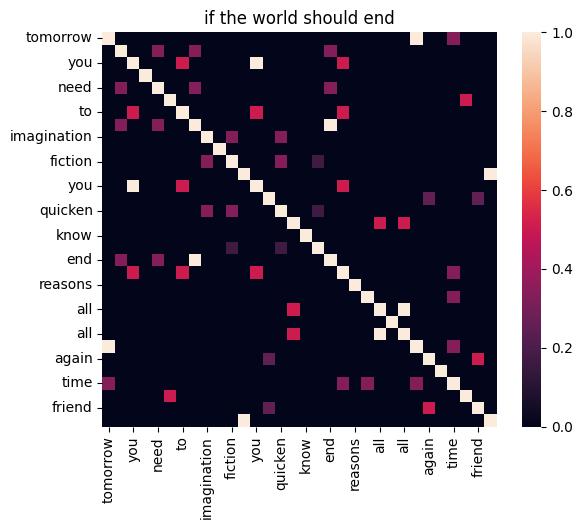 if the world should end
tomorrow
you
need
to
imagination
fiction
you
quicken
know
end
reasons
all
all
again
time
friend
1.0
0.8
0.6
0.4
0.2
0.0
tomorrow
you
need
to
imagination
fiction
you
quicken
know
end
reasons
all
all
again
time
friend